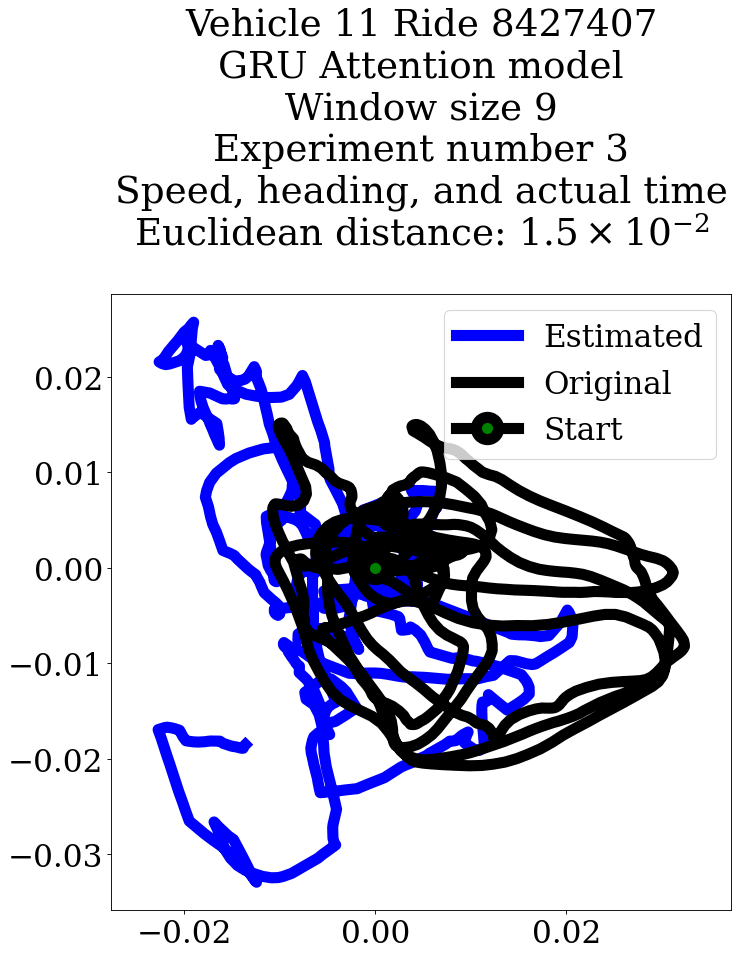 Vehicle 11 Ride 8427407
GRU Attention model
Window size 9
Experiment number 3
Speed, heading, and actual time
Euclidean distance: 1.5 × 10⁻²
Estimated
Original
Start
0.02
0.01
0.00
−0.01
−0.02
−0.03
−0.02
0.00
0.02